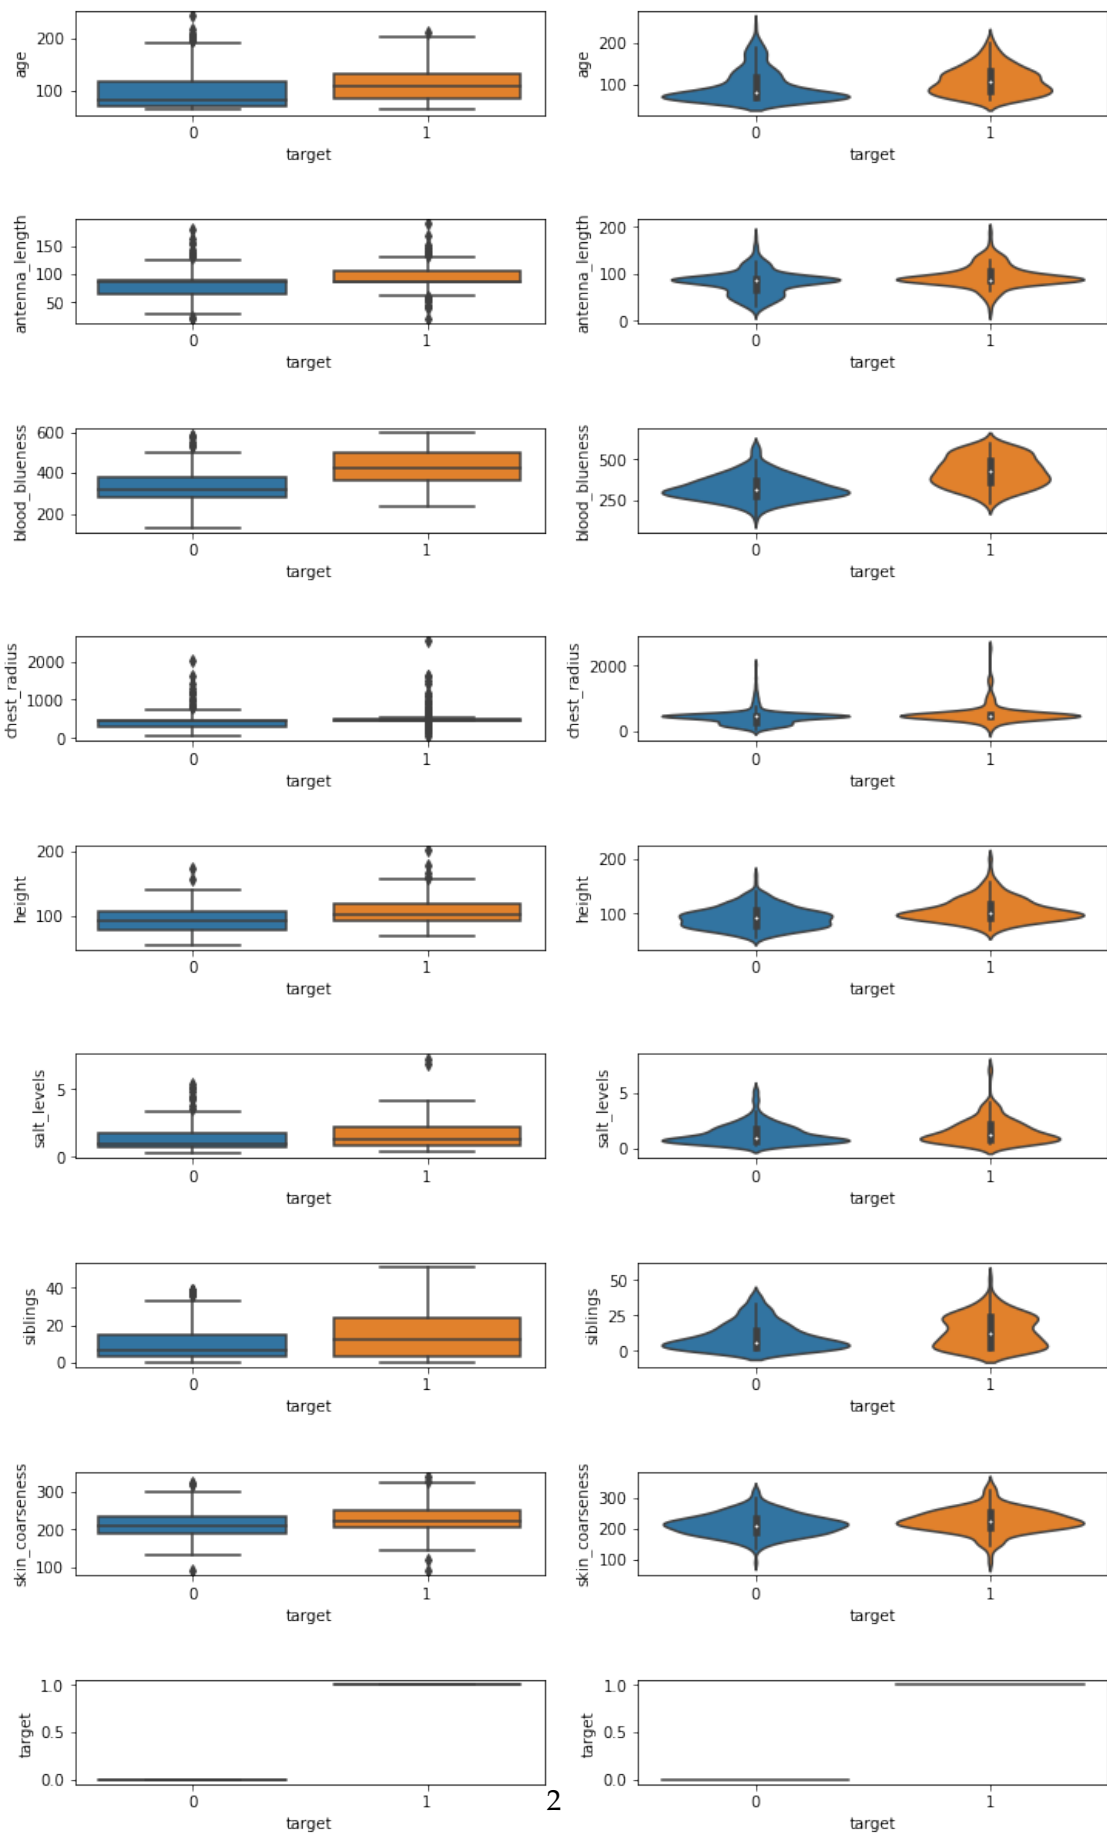 200
100
age
0
1
target
200
100
age
0
1
target
150
100
50
antenna_length
0
1
target
200
100
0
antenna_length
0
1
target
600
400
200
blood_blueness
0
1
target
500
250
blood_blueness
0
1
target
2000
1000
0
chest_radius
0
1
target
2000
0
chest_radius
0
1
target
200
100
height
0
1
target
200
100
height
0
1
target
5
0
salt_levels
0
1
target
5
0
salt_levels
0
1
target
40
20
0
siblings
0
1
target
50
25
0
siblings
0
1
target
300
200
100
skin_coarseness
0
1
target
300
200
100
skin_coarseness
0
1
target
1.0
0.5
0.0
target
0
1
target
1.0
0.5
0.0
target
0
1
target
2